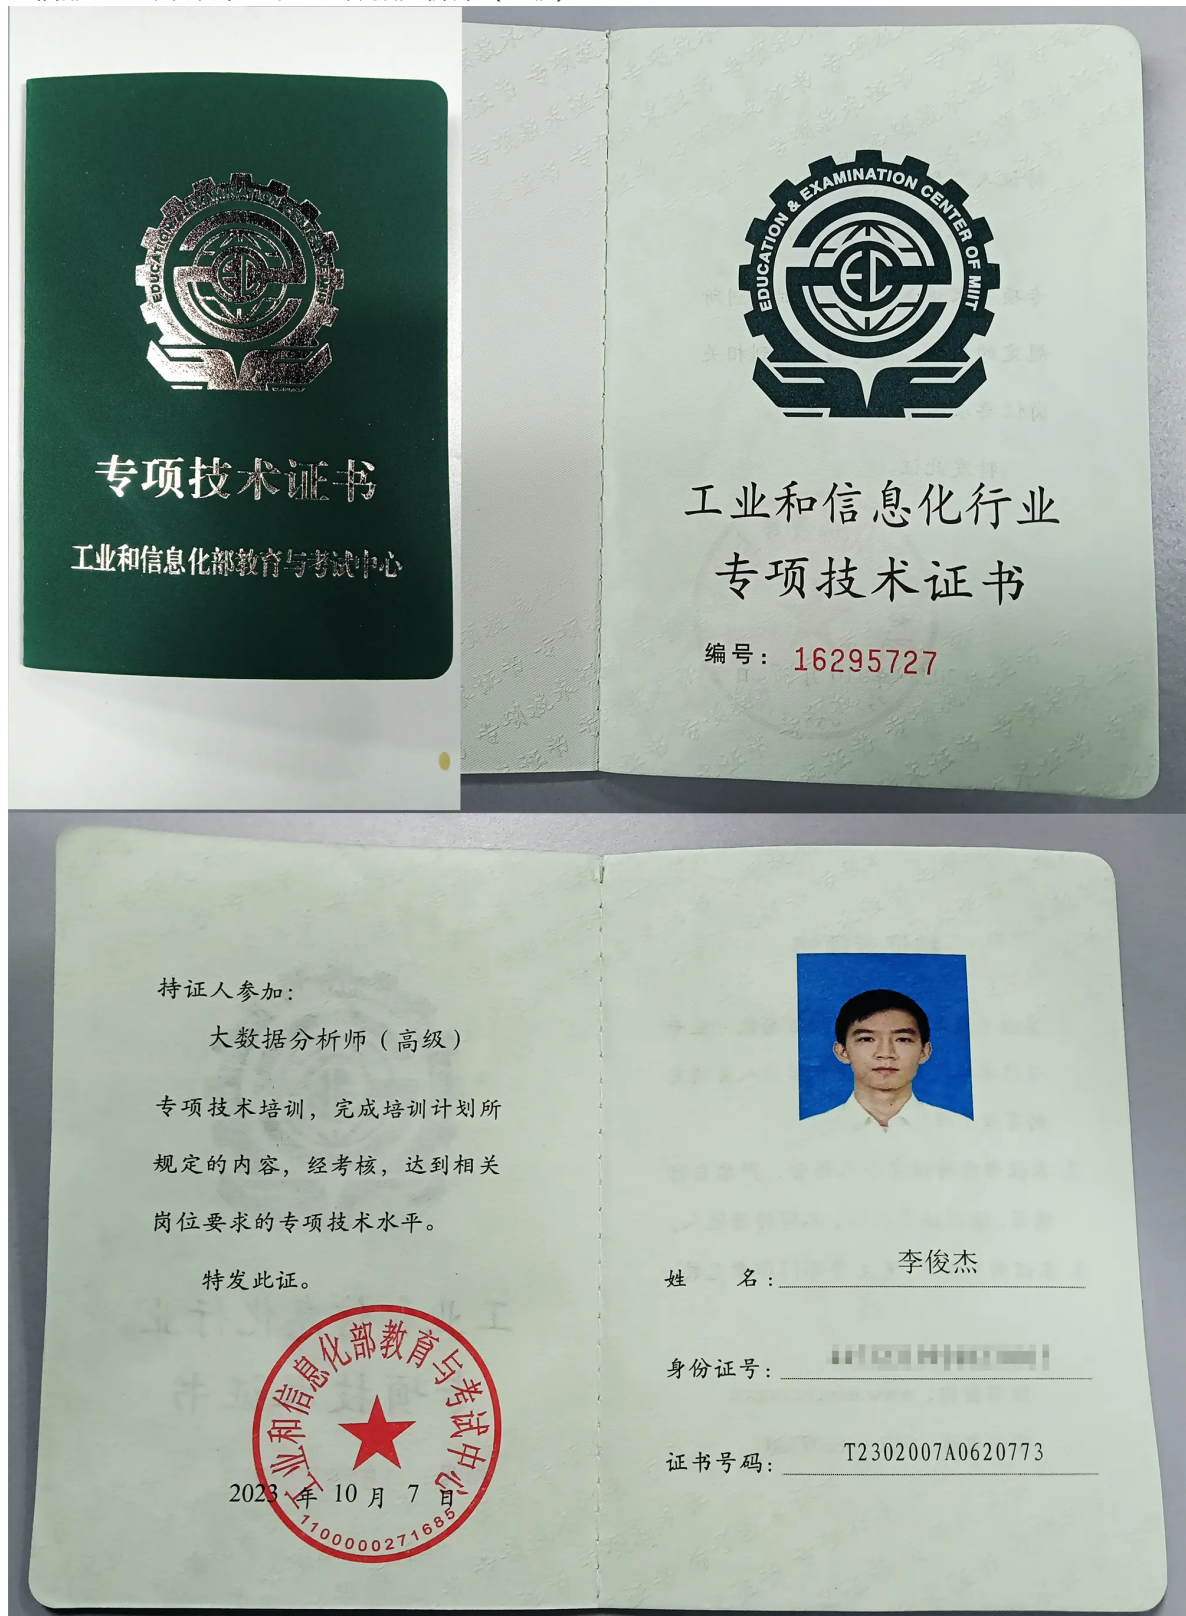 EDUCATION & EXAMINATION CENTER OF MIIT
EC
专项技术证书
工业和信息化部教育与考试中心
EDUCATION & EXAMINATION CENTER OF MIIT
EC
工业和信息化行业
专项技术证书
编号：16295727
持证人参加：
大数据分析师（高级）
专项技术培训，完成培训计划所
规定的内容，经考核，达到相关
岗位要求的专项技术水平。
特发此证。
工业和信息化部教育与考试中心
2023 年 10 月 7 日
1100000271685
姓 名：李俊杰
身份证号：
证书号码：T2302007A0620773